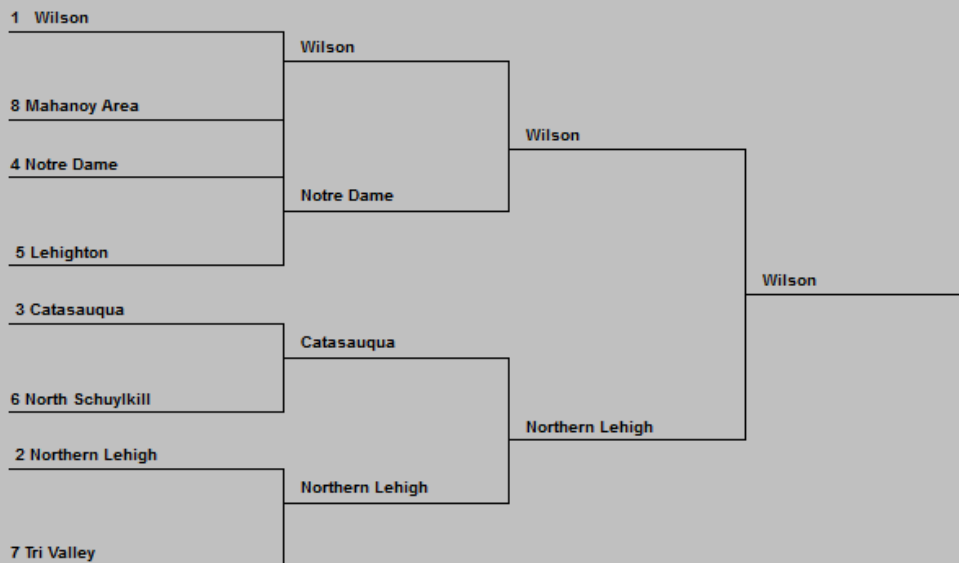 1 Wilson
Wilson
8 Mahanoy Area
Wilson
4 Notre Dame
Notre Dame
5 Lehighton
Wilson
3 Catasauqua
Catasauqua
6 North Schuylkill
Northern Lehigh
2 Northern Lehigh
Northern Lehigh
7 Tri Valley